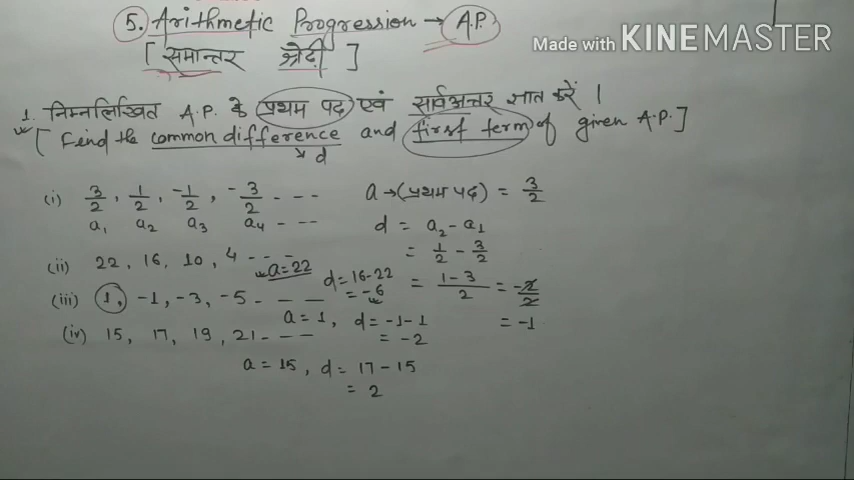 5. Arithmetic Progression → A.P.
Made with KINEMASTER
[ समान्तर श्रेढ़ी ]
1. निम्नलिखित A.P. के प्रथम पद एवं सार्वअन्तर ज्ञात करें ।
[ Find the common difference and first term of given A.P. ]
d
(i) 3/2, 1/2, -1/2, -3/2 - - - a → (प्रथम पद) = 3/2
a₁ a₂ a₃ a₄ - - - d = a₂ - a₁
= 1/2 - 3/2
(ii) 22, 16, 10, 4 - - - a = 22 d = 16 - 22 = (1-3)/2 = -2/2
= -6
(iii) 1, -1, -3, -5 - - - a = 1, d = -1 - 1 = -1
= -2
(iv) 15, 17, 19, 21 - - -
a = 15, d = 17 - 15
= 2